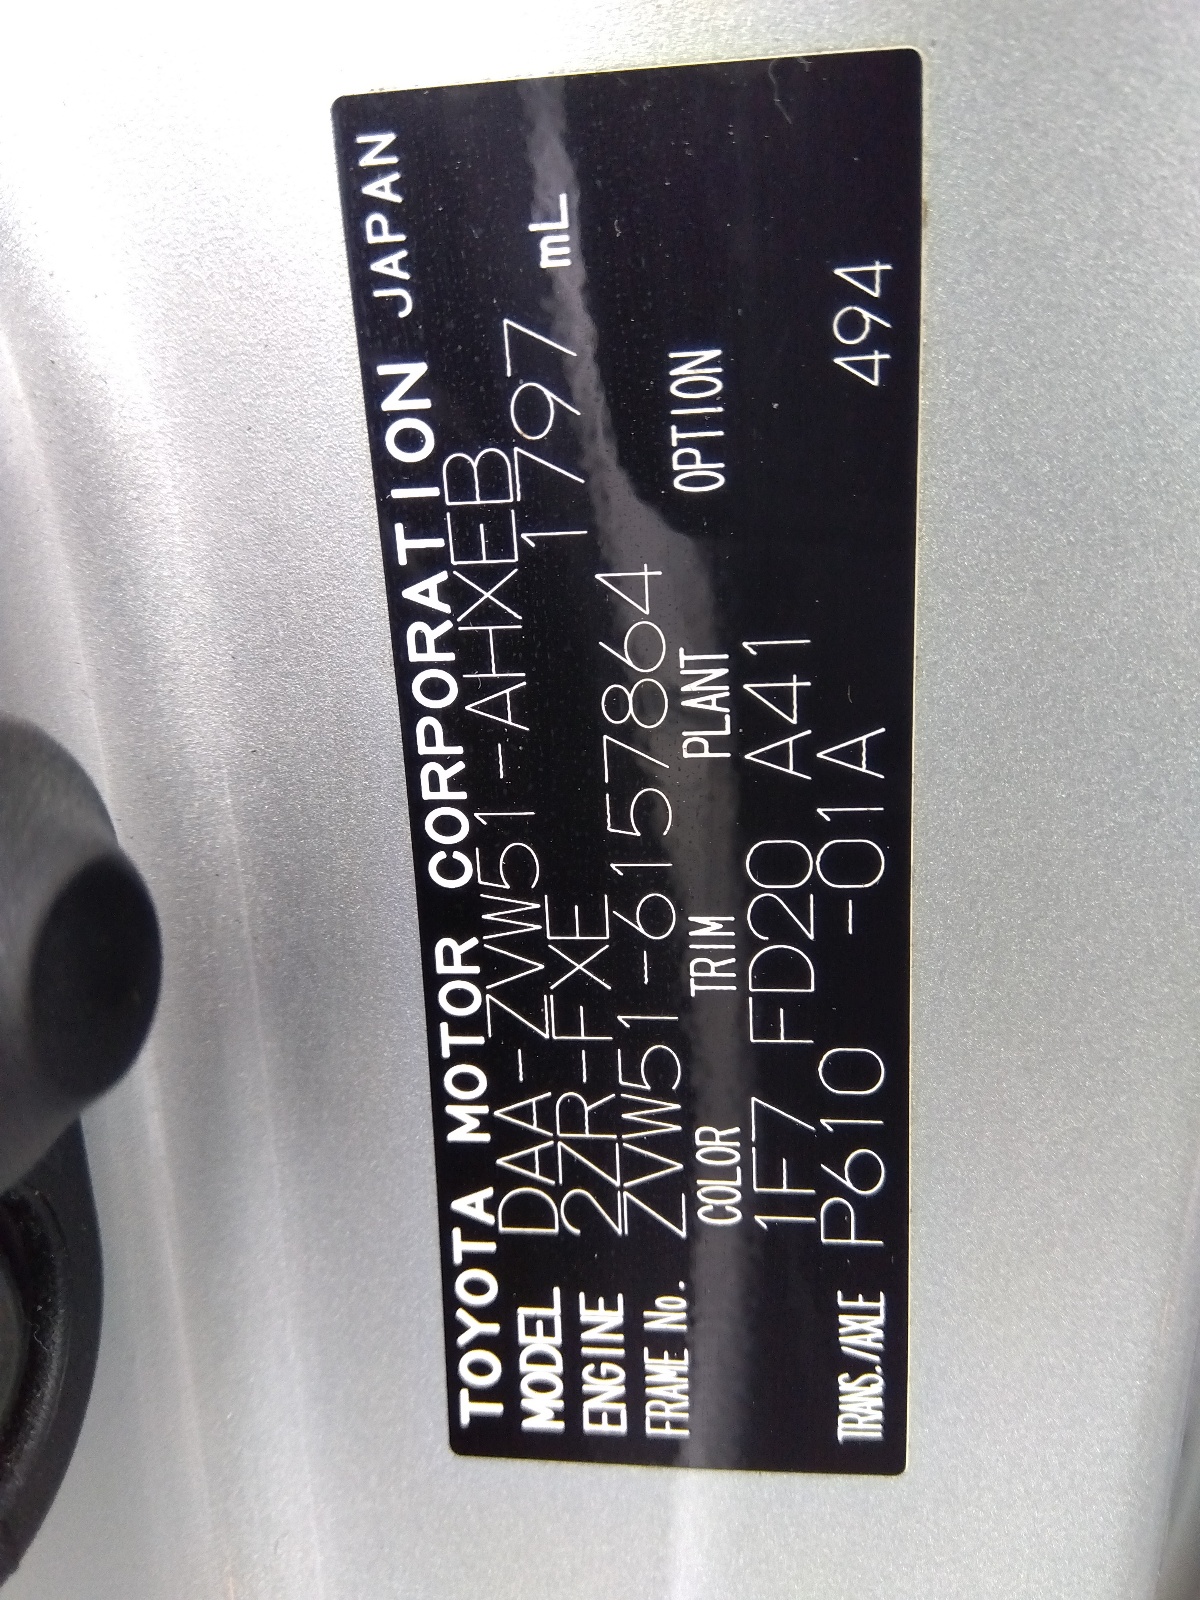 TOYOTA MOTOR CORPORATION JAPAN
MODEL DAA-ZVW51-AHXEB
ENGINE 2ZR-FXE 1797 mL
FRAME No. ZVW51-6157864
COLOR TRIM PLANT OPTION
1F7 FD20 A41
TRANS./AXLE P610 -01A 494